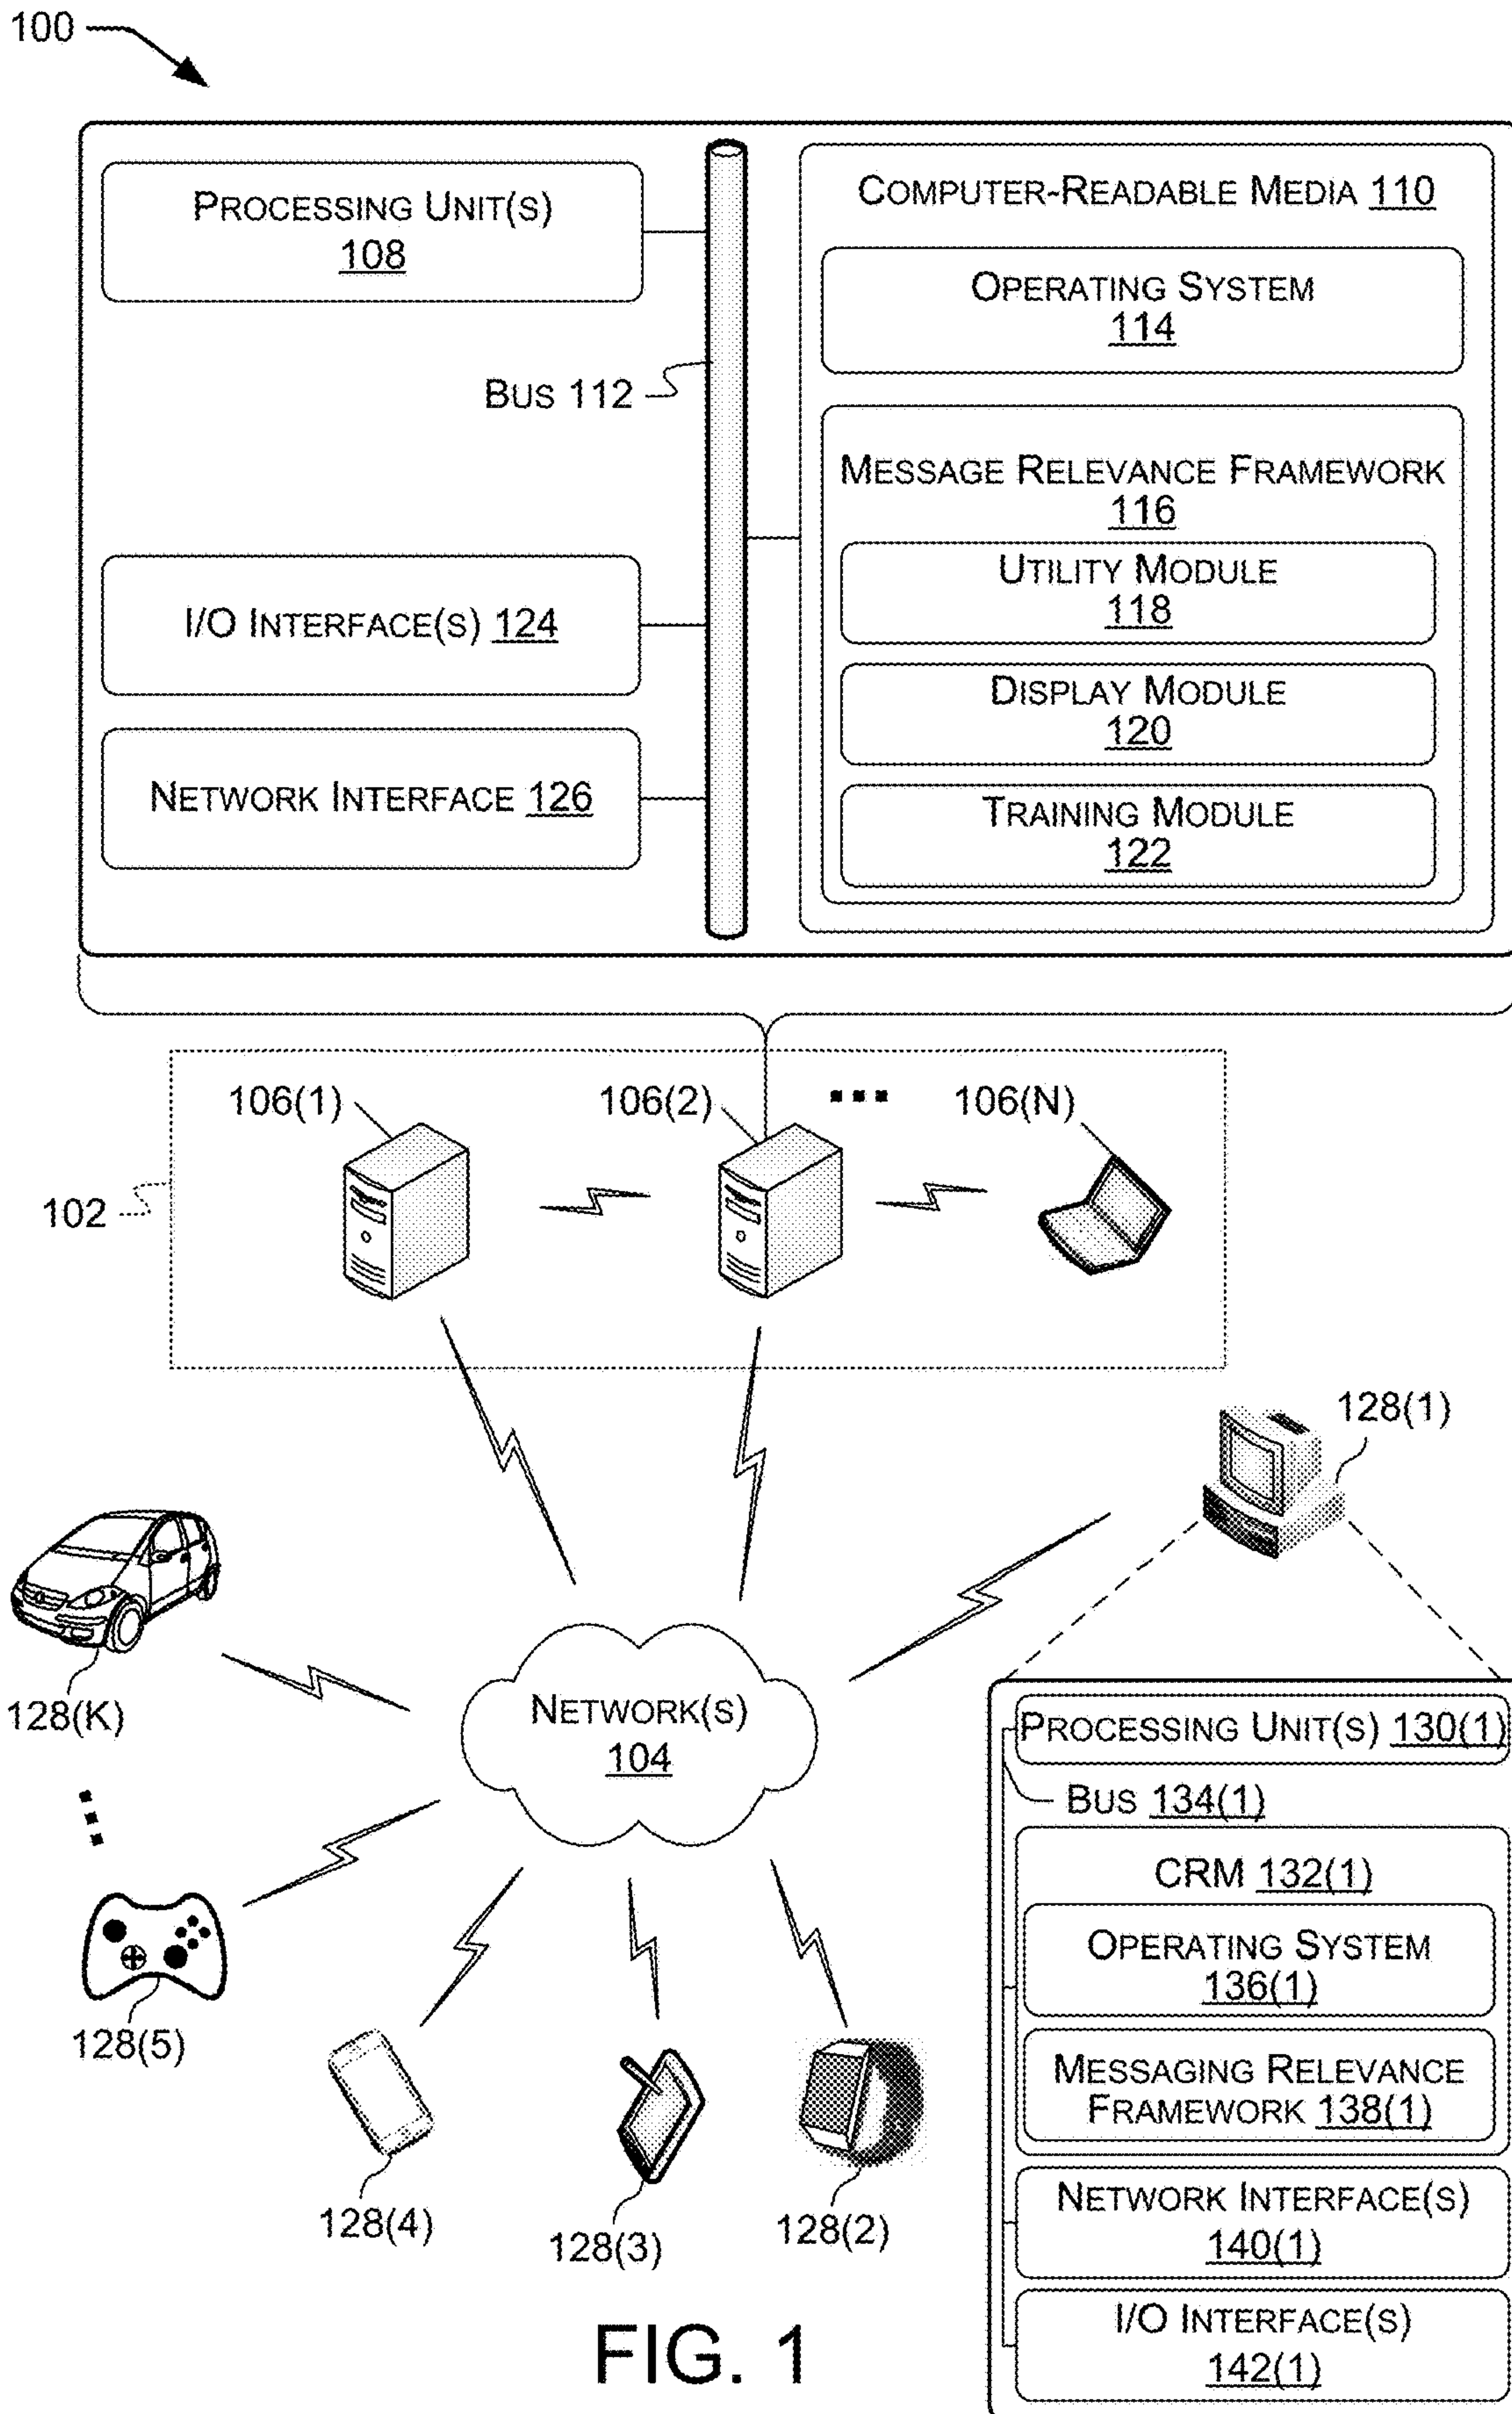 100
PROCESSING UNIT(S)
108
BUS 112
I/O INTERFACE(S) 124
NETWORK INTERFACE 126
COMPUTER-READABLE MEDIA 110
OPERATING SYSTEM
114
MESSAGE RELEVANCE FRAMEWORK
116
UTILITY MODULE
118
DISPLAY MODULE
120
TRAINING MODULE
122
106(1)
106(2)
106(N)
102
128(1)
128(K)
NETWORK(S)
104
128(5)
128(4)
128(3)
128(2)
PROCESSING UNIT(S) 130(1)
BUS 134(1)
CRM 132(1)
OPERATING SYSTEM
136(1)
MESSAGING RELEVANCE
FRAMEWORK 138(1)
NETWORK INTERFACE(S)
140(1)
I/O INTERFACE(S)
142(1)
FIG. 1